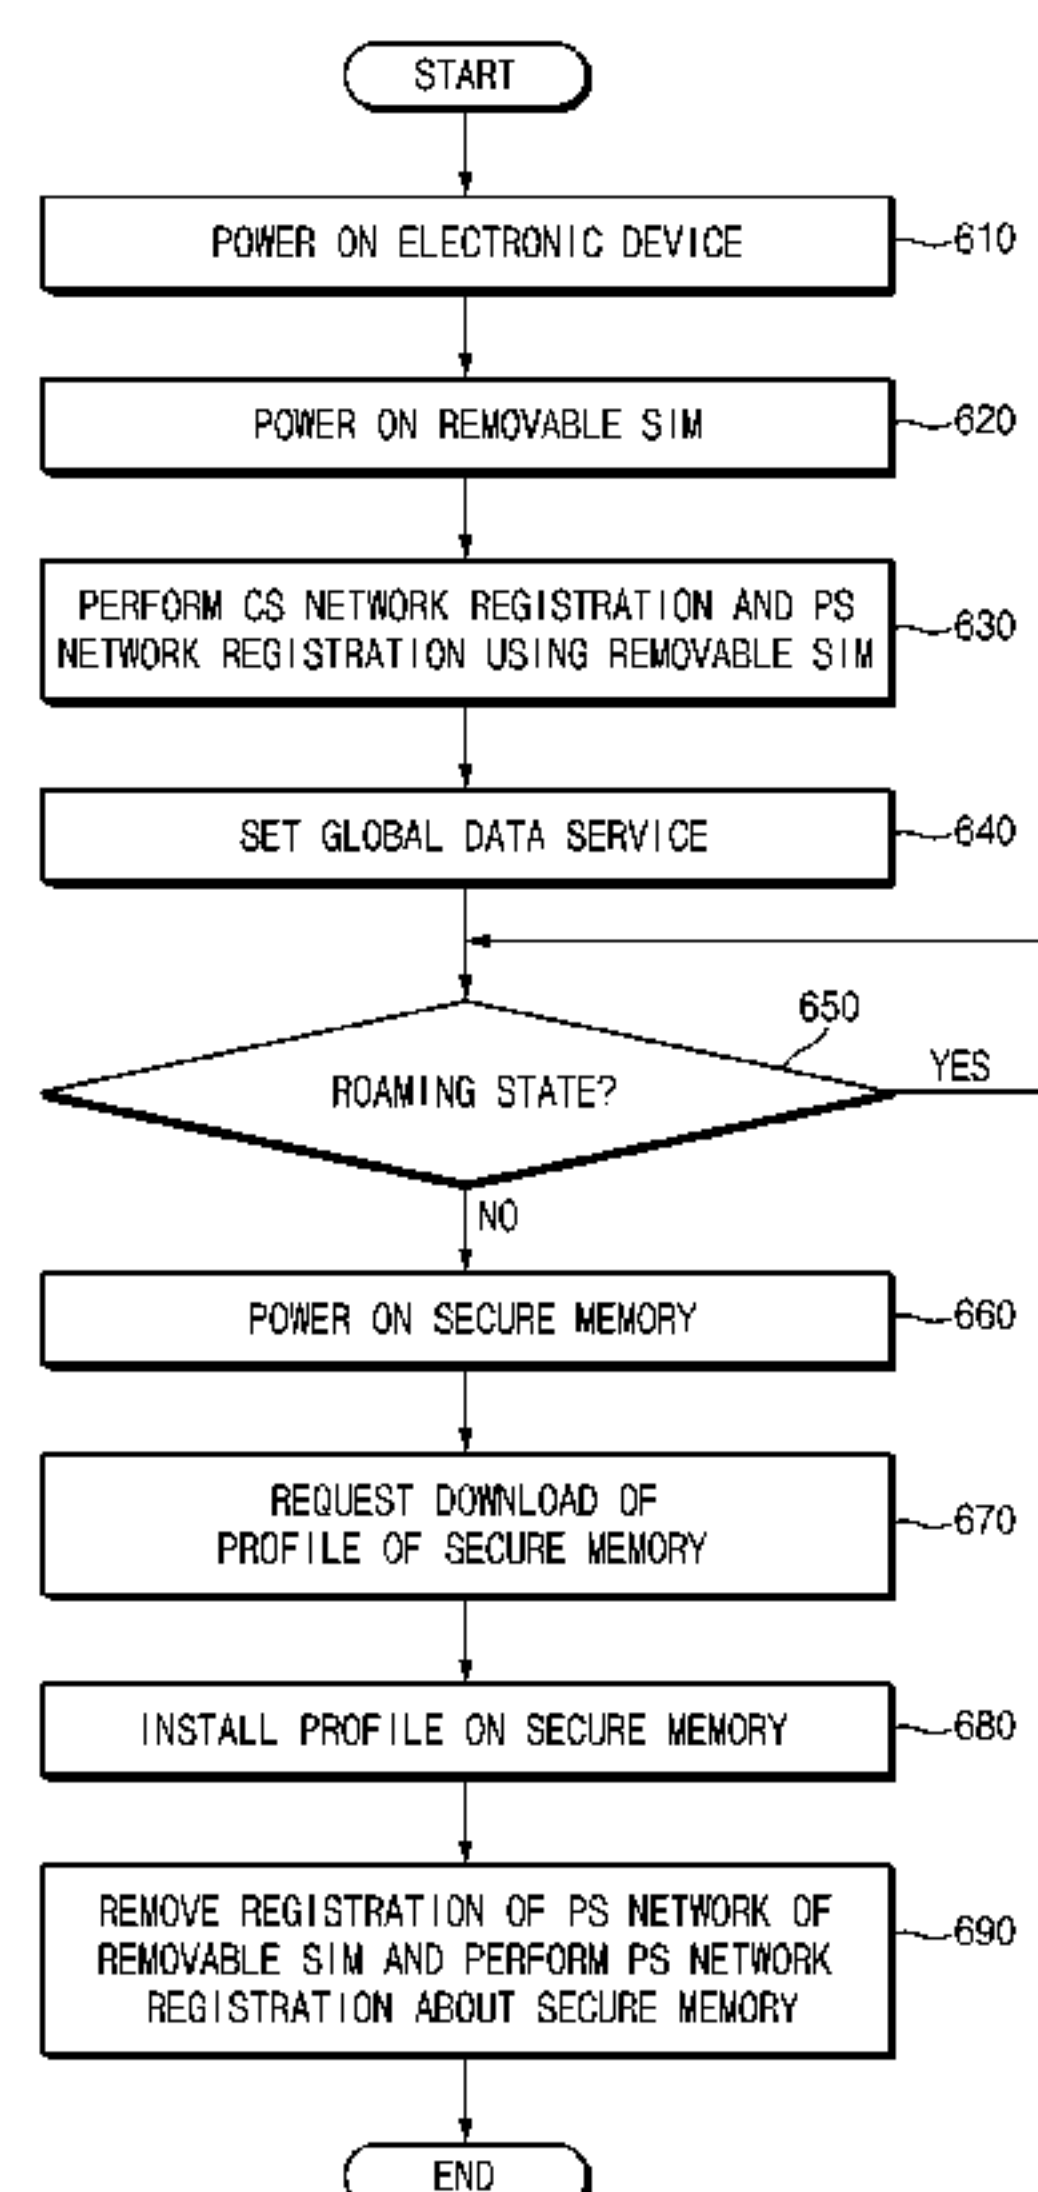 START
POWER ON ELECTRONIC DEVICE
610
POWER ON REMOVABLE SIM
620
PERFORM CS NETWORK REGISTRATION AND PS
NETWORK REGISTRATION USING REMOVABLE SIM
630
SET GLOBAL DATA SERVICE
640
650
ROAMING STATE?
YES
NO
POWER ON SECURE MEMORY
660
REQUEST DOWNLOAD OF
PROFILE OF SECURE MEMORY
670
INSTALL PROFILE ON SECURE MEMORY
680
REMOVE REGISTRATION OF PS NETWORK OF
REMOVABLE SIM AND PERFORM PS NETWORK
REGISTRATION ABOUT SECURE MEMORY
690
END